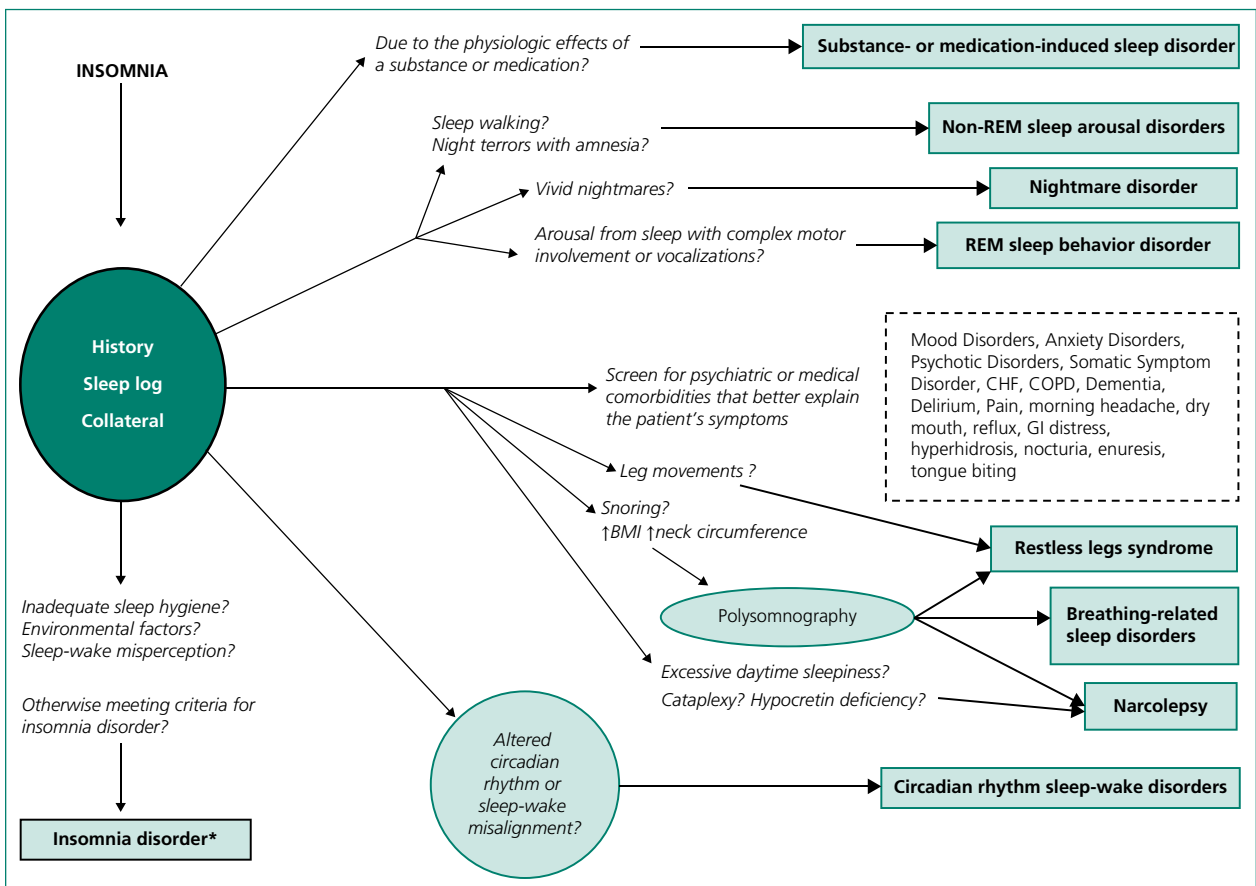 INSOMNIA
Due to the physiologic effects of
a substance or medication?
Substance- or medication-induced sleep disorder
Sleep walking?
Night terrors with amnesia?
Non-REM sleep arousal disorders
Vivid nightmares?
Nightmare disorder
Arousal from sleep with complex motor
involvement or vocalizations?
REM sleep behavior disorder
History
Sleep log
Collateral
Screen for psychiatric or medical
comorbidities that better explain
the patient’s symptoms
Mood Disorders, Anxiety Disorders,
Psychotic Disorders, Somatic Symptom
Disorder, CHF, COPD, Dementia,
Delirium, Pain, morning headache, dry
mouth, reflux, GI distress,
hyperhidrosis, nocturia, enuresis,
tongue biting
Leg movements ?
Snoring?
↑BMI ↑neck circumference
Restless legs syndrome
Polysomnography
Breathing-related
sleep disorders
Excessive daytime sleepiness?
Cataplexy? Hypocretin deficiency?
Narcolepsy
Inadequate sleep hygiene?
Environmental factors?
Sleep-wake misperception?
Otherwise meeting criteria for
insomnia disorder?
Insomnia disorder*
Altered
circadian
rhythm or
sleep-wake
misalignment?
Circadian rhythm sleep-wake disorders